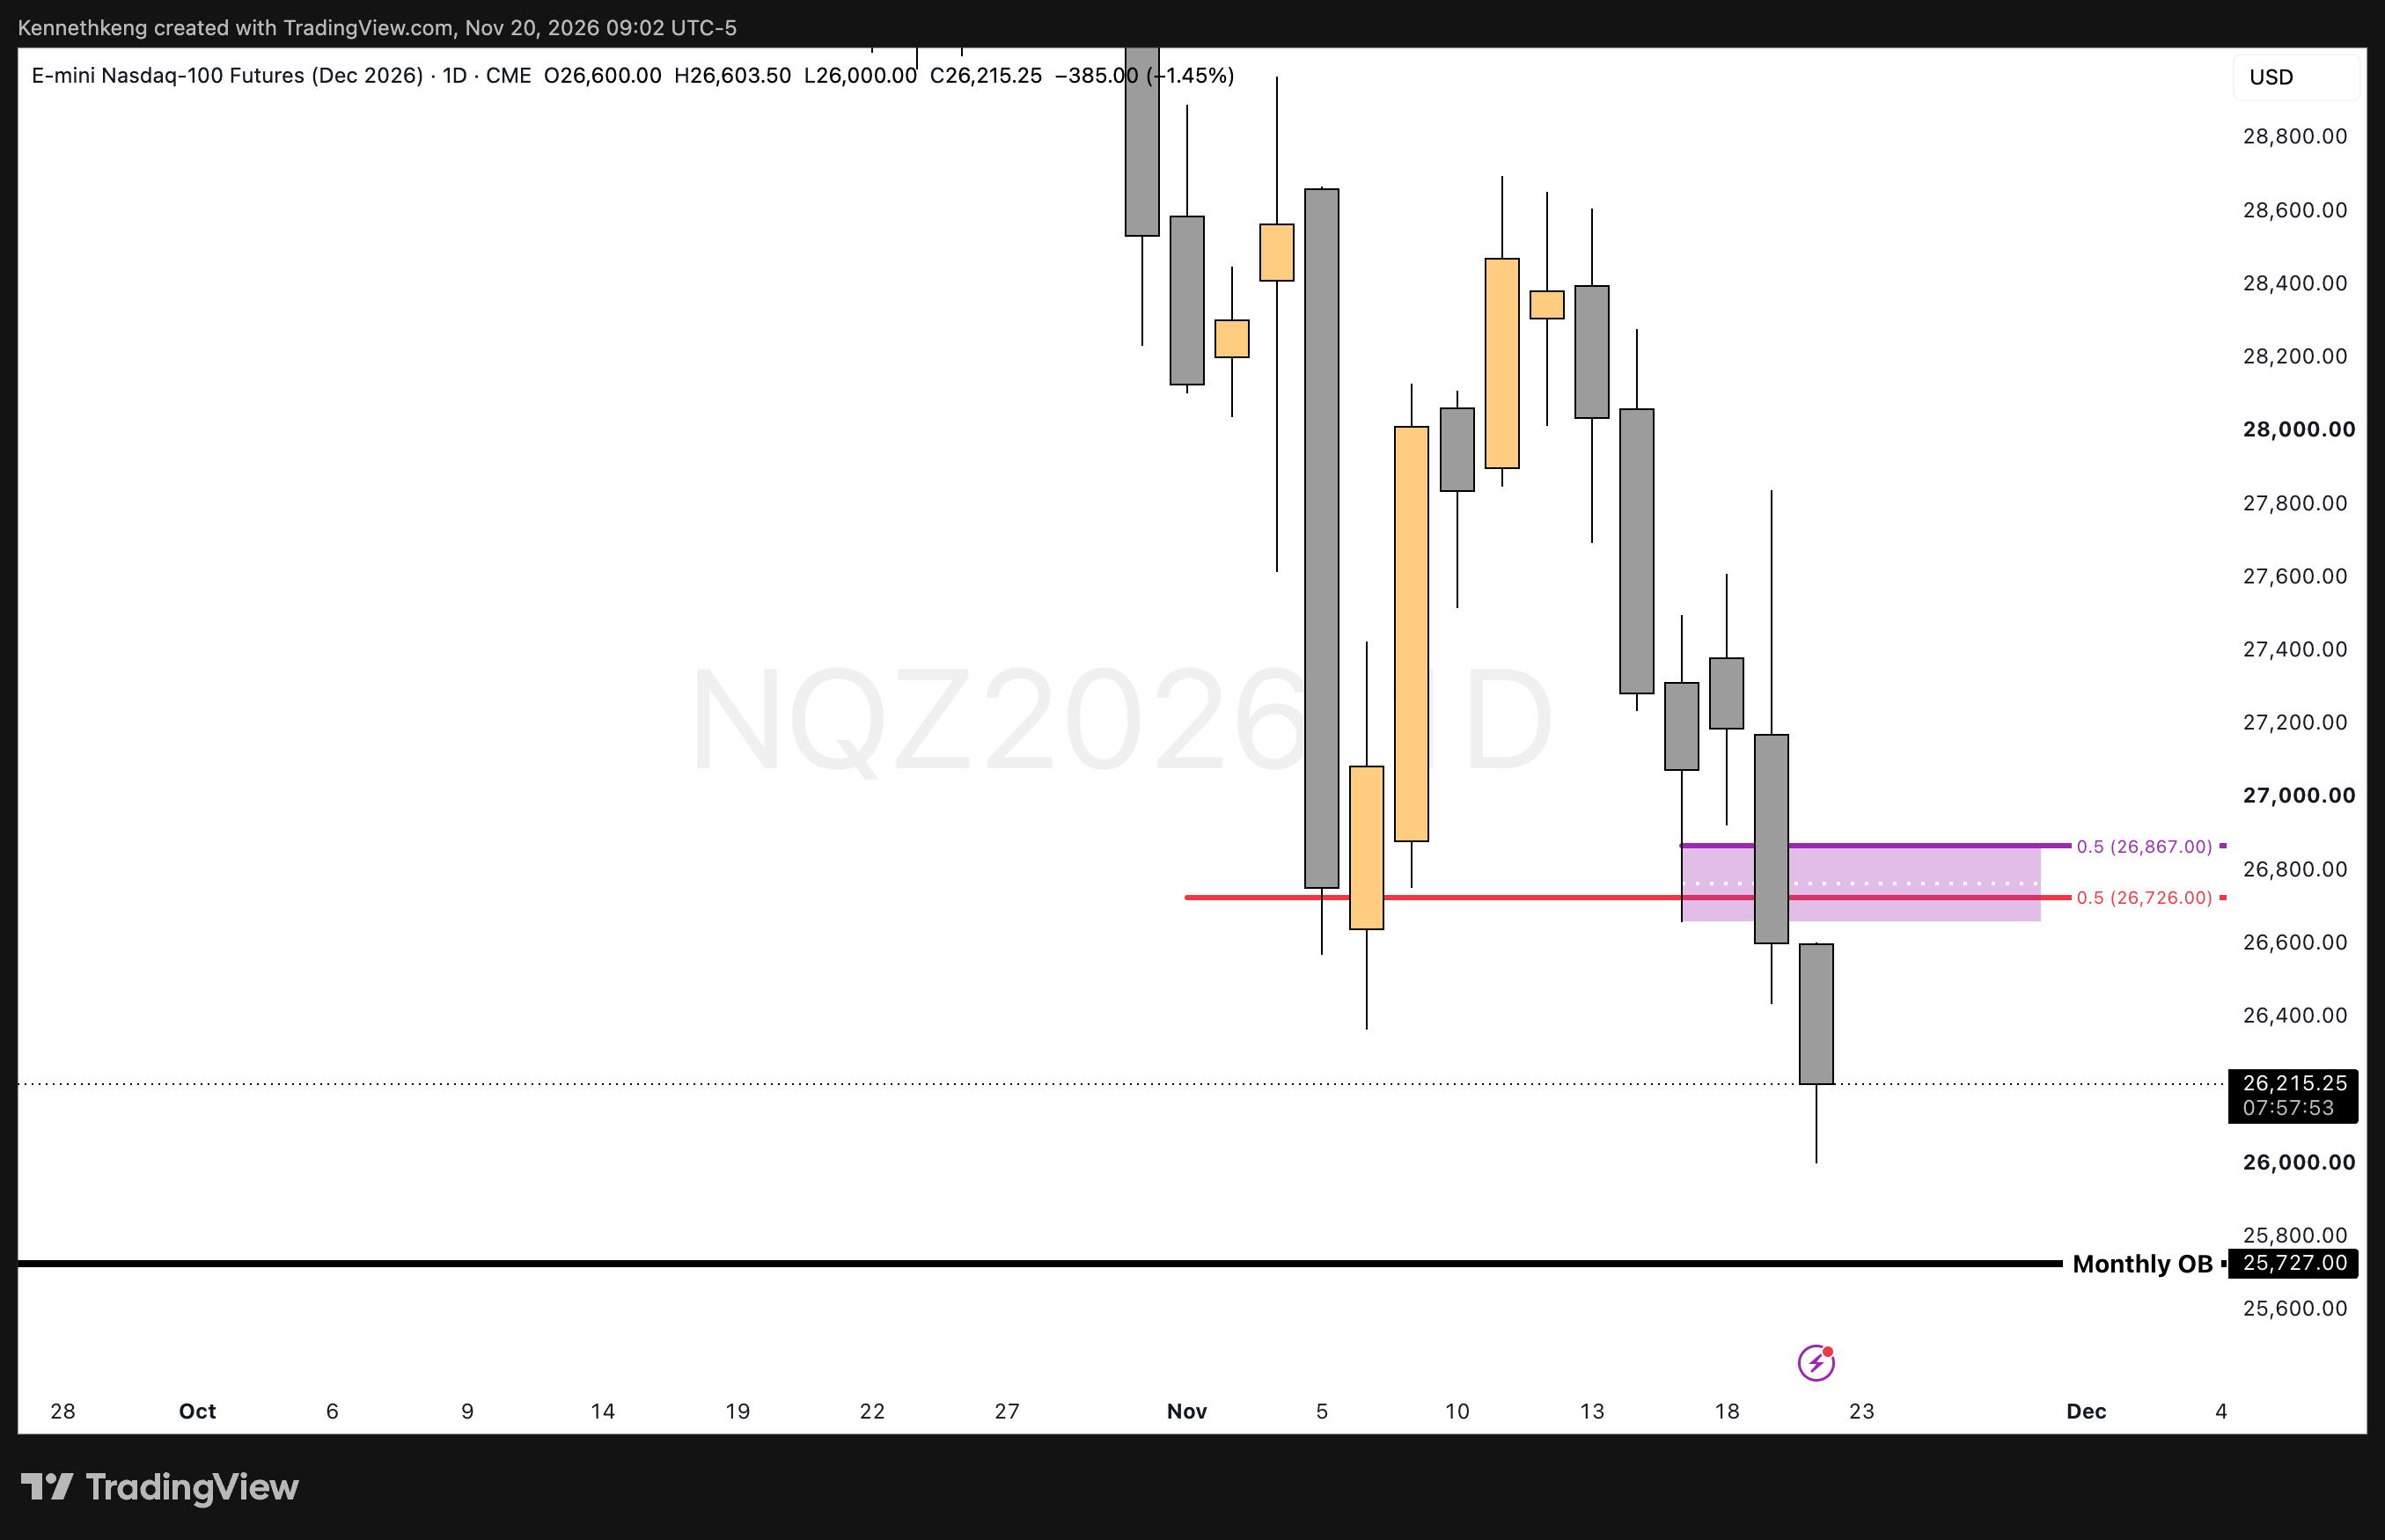 Kennethkeng created with TradingView.com, Nov 20, 2026 09:02 UTC-5
E-mini Nasdaq-100 Futures (Dec 2026) · 1D · CME O26,600.00 H26,603.50 L26,000.00 C26,215.25 −385.00 (−1.45%)
USD
28,800.00
28,600.00
28,400.00
28,200.00
28,000.00
27,800.00
27,600.00
27,400.00
27,200.00
27,000.00
0.5 (26,867.00)
26,800.00
0.5 (26,726.00)
26,600.00
26,400.00
26,215.25
07:57:53
26,000.00
25,800.00
Monthly OB 25,727.00
25,600.00
NQZ2026 1D
28 Oct 6 9 14 19 22 27 Nov 5 10 13 18 23 Dec 4
TradingView